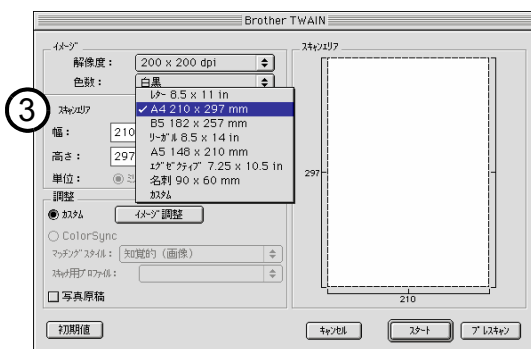 Brother TWAIN
イメージ
解像度： 200 x 200 dpi
色数： 白黒
3
スキャンエリア
レター 8.5 x 11 in
✓ A4 210 x 297 mm
B5 182 x 257 mm
リーガル 8.5 x 14 in
A5 148 x 210 mm
エグゼクティブ 7.25 x 10.5 in
名刺 90 x 60 mm
カスタム
幅： 210
高さ： 297
単位：
調整
カスタム イメージ調整
ColorSync
マッチングスタイル： 知覚的（画像）
スキャナ用プロファイル：
写真原稿
初期値
スキャンエリア
297
210
キャンセル スタート プレスキャン